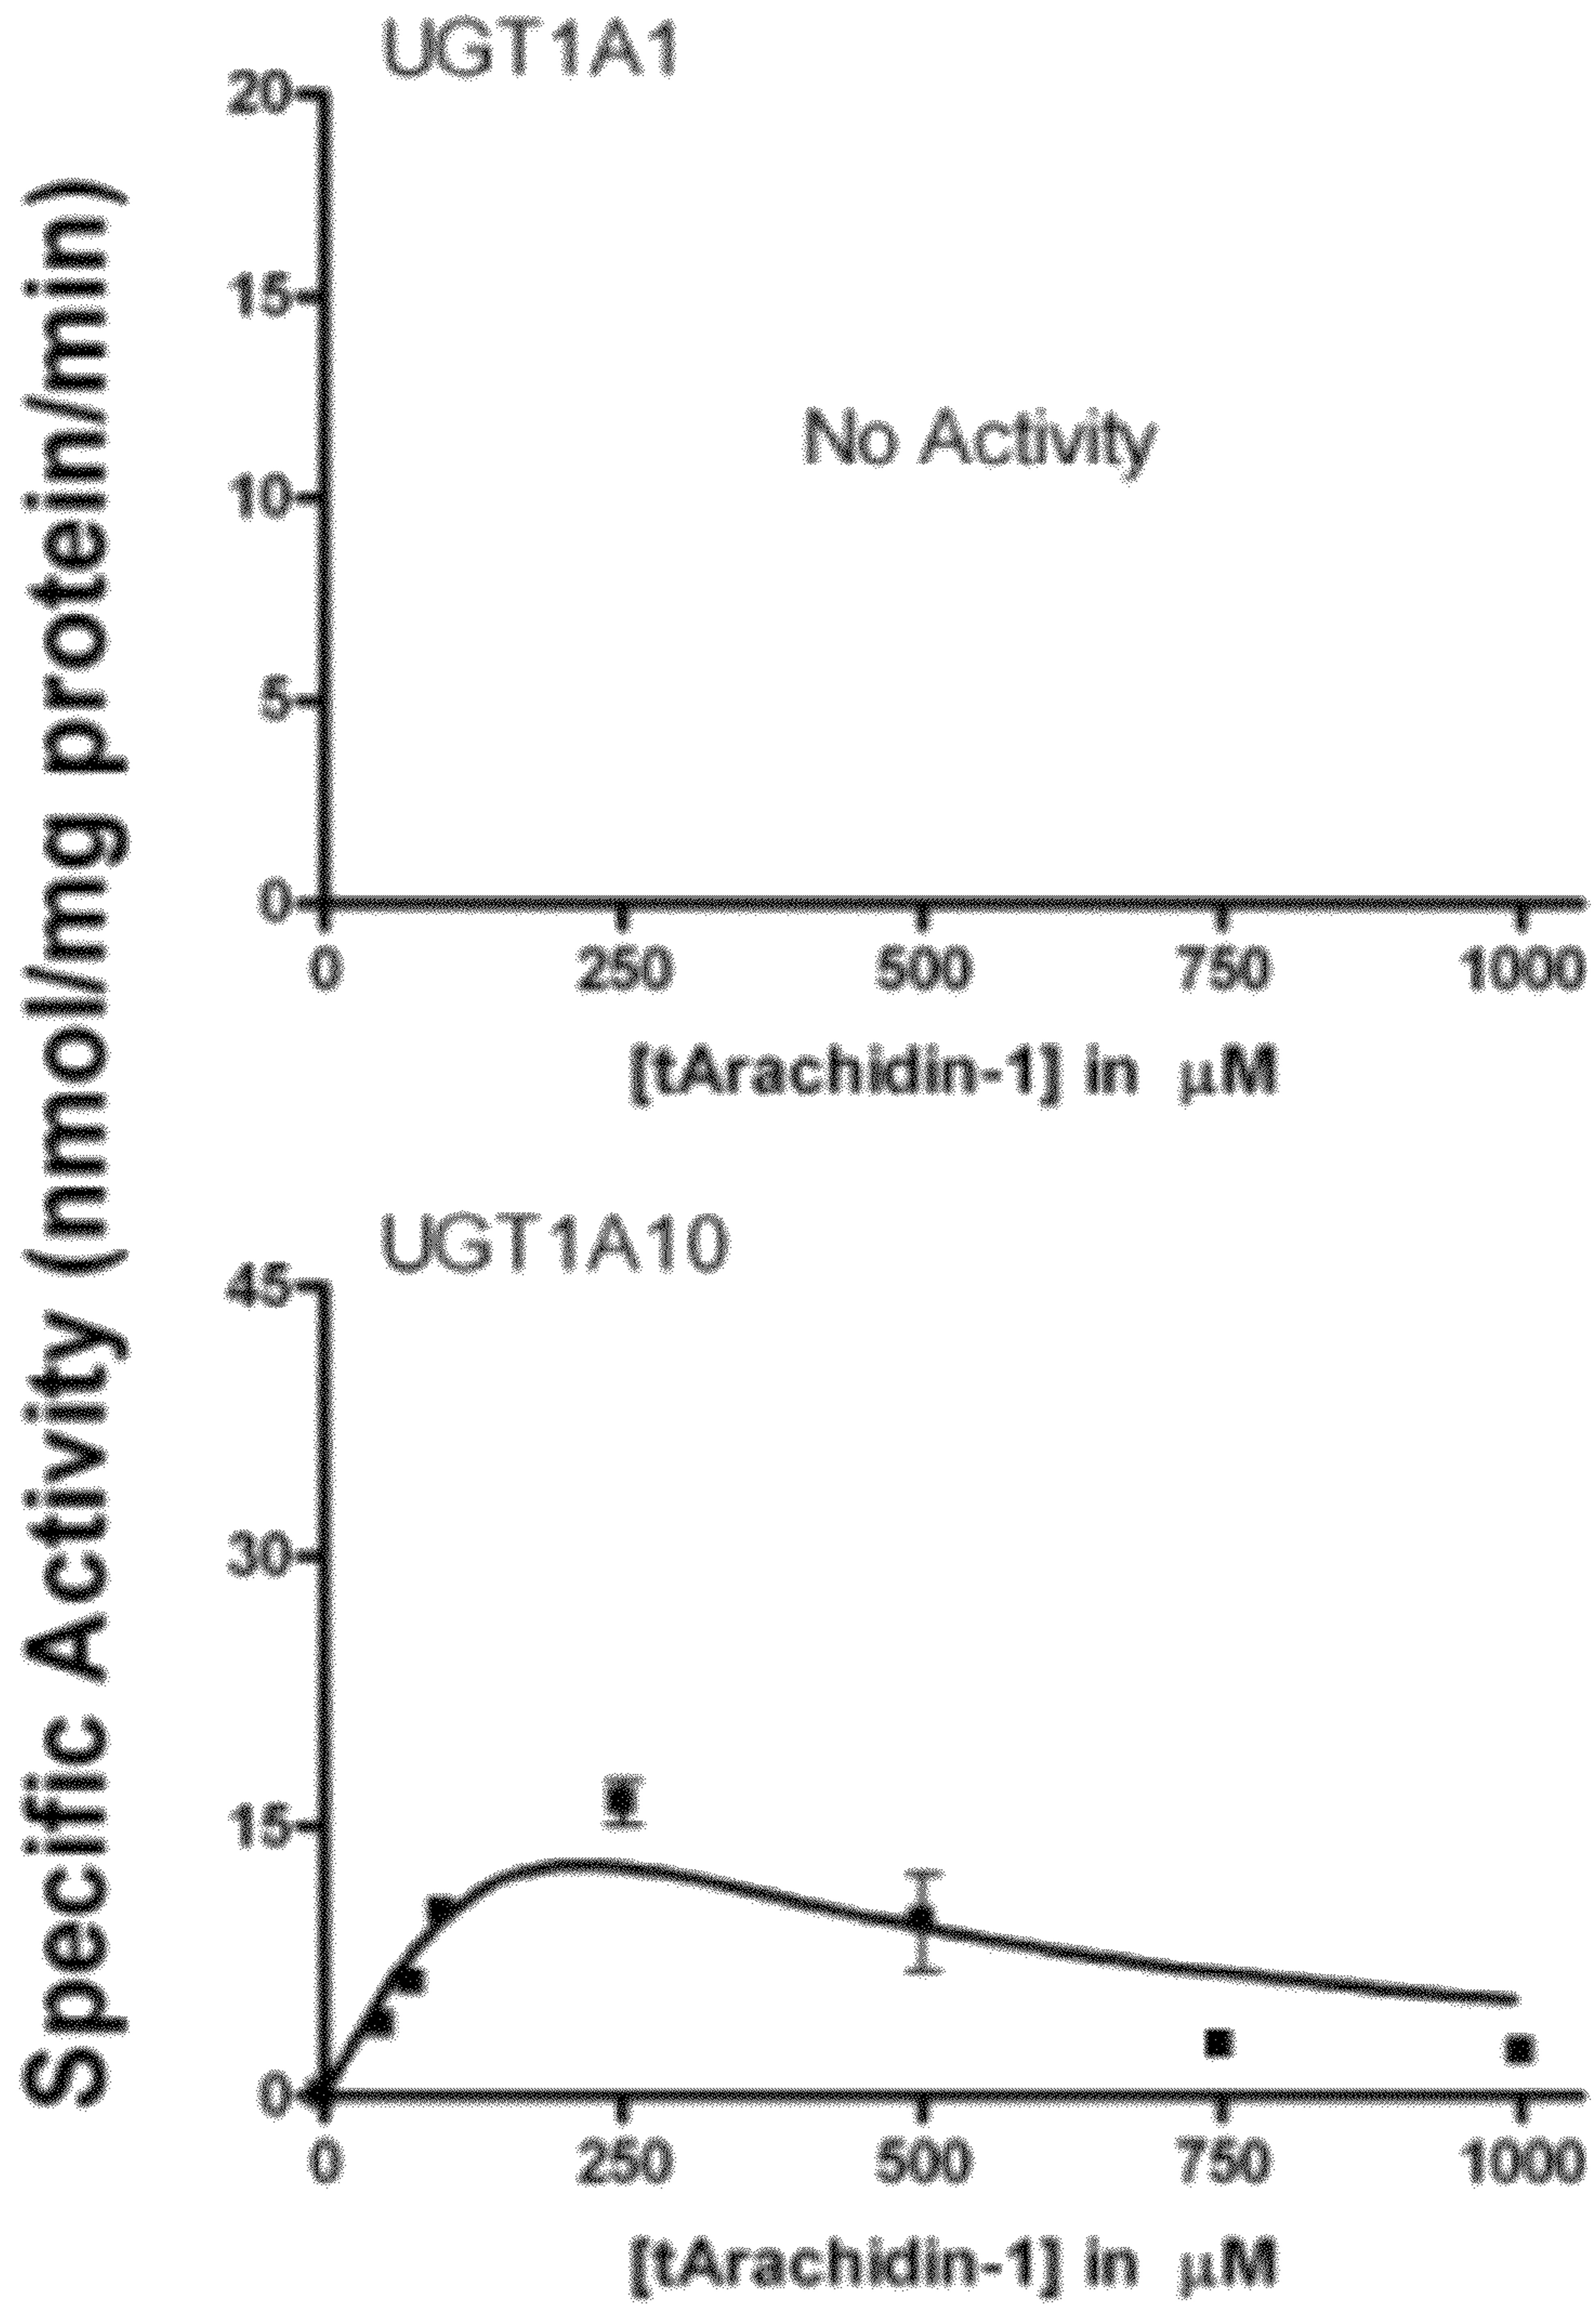 Specific Activity (nmol/mg protein/min)
UGT1A1
20
15
10
5
0
No Activity
0 250 500 750 1000
[tArachidin-1] in μM
UGT1A10
45
30
15
0
0 250 500 750 1000
[tArachidin-1] in μM